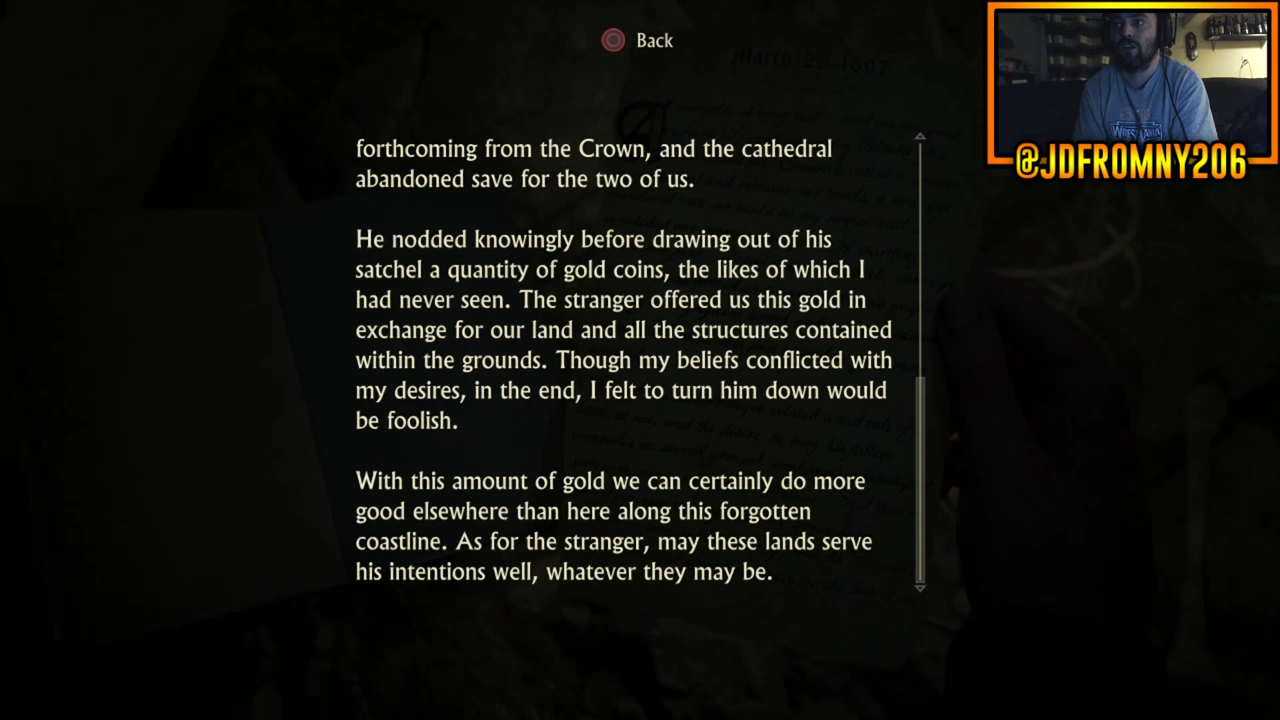 Back
March 23 1697
forthcoming from the Crown, and the cathedral
abandoned save for the two of us.
He nodded knowingly before drawing out of his
satchel a quantity of gold coins, the likes of which I
had never seen. The stranger offered us this gold in
exchange for our land and all the structures contained
within the grounds. Though my beliefs conflicted with
my desires, in the end, I felt to turn him down would
be foolish.
With this amount of gold we can certainly do more
good elsewhere than here along this forgotten
coastline. As for the stranger, may these lands serve
his intentions well, whatever they may be.
@JDFROMNY206